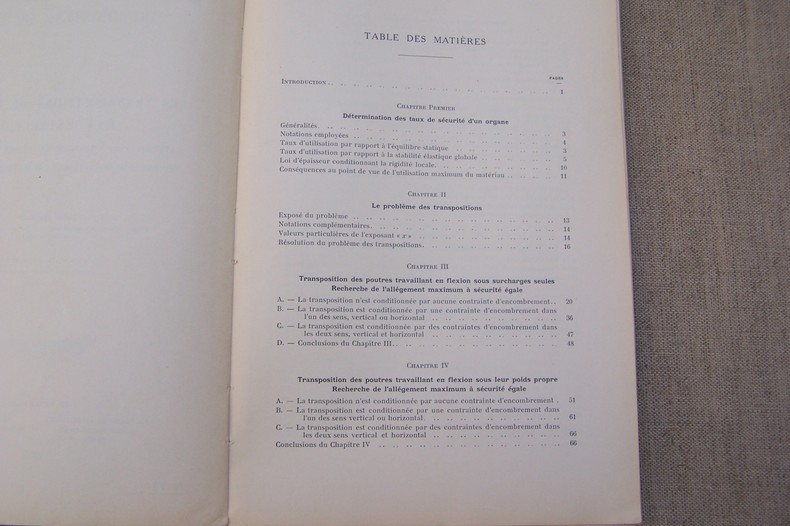 TABLE DES MATIÈRES
PAGES
INTRODUCTION 1
CHAPITRE PREMIER
Détermination des taux de sécurité d'un organe
Généralités 3
Notations employées 4
Taux d'utilisation par rapport à l'équilibre statique 5
Taux d'utilisation par rapport à la stabilité élastique globale 5
Loi d'épaisseur conditionnant la rigidité locale 10
Conséquences au point de vue de l'utilisation maximum du matériau 11
CHAPITRE II
Le problème des transpositions
Exposé du problème 13
Notations complémentaires 14
Valeurs particulières de l'exposant « x » 14
Résolution du problème des transpositions 16
CHAPITRE III
Transposition des poutres travaillant en flexion sous surcharges seules
Recherche de l'allégement maximum à sécurité égale
A. — La transposition n'est conditionnée par aucune contrainte d'encombrement 20
B. — La transposition est conditionnée par une contrainte d'encombrement dans
l'un des sens, vertical ou horizontal 36
C. — La transposition est conditionnée par des contraintes d'encombrement dans
les deux sens, vertical et horizontal 47
D. — Conclusions du Chapitre III 48
CHAPITRE IV
Transposition des poutres travaillant en flexion sous leur poids propre
Recherche de l'allégement maximum à sécurité égale
A. — La transposition n'est conditionnée par aucune contrainte d'encombrement 51
B. — La transposition est conditionnée par une contrainte d'encombrement dans
l'un des sens vertical ou horizontal 61
C. — La transposition est conditionnée par des contraintes d'encombrement dans
les deux sens vertical et horizontal 66
Conclusions du Chapitre IV 66